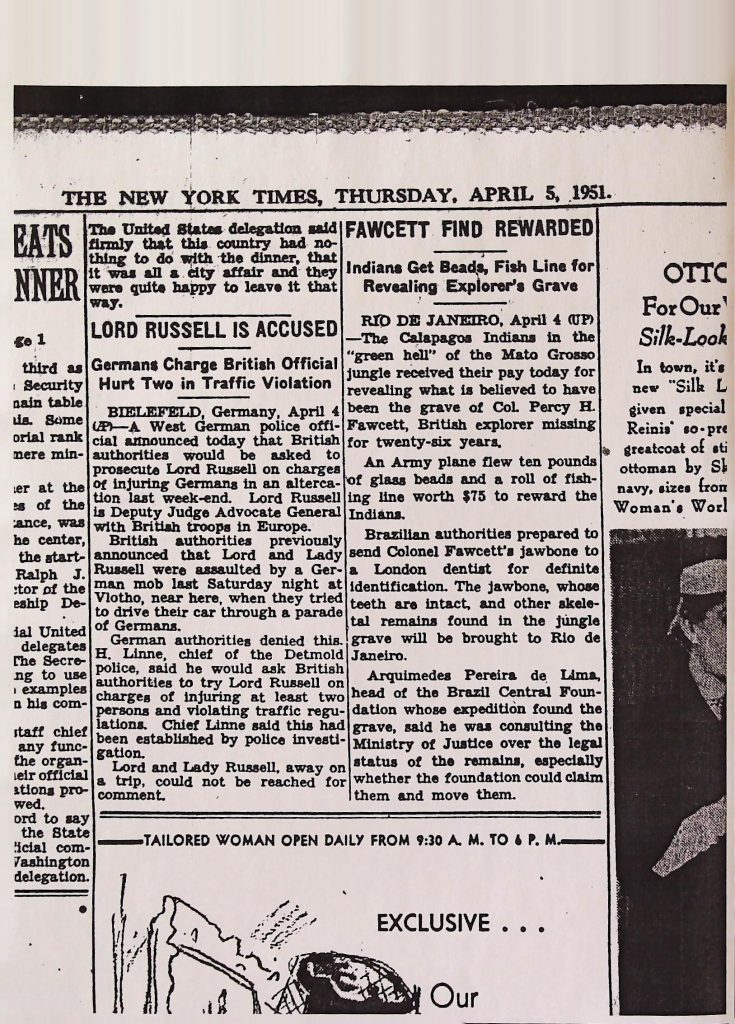 THE NEW YORK TIMES, THURSDAY, APRIL 5, 1951.
EATS
NNER
ge 1
third as
Security
main table
his. Some
orial rank
mere min-
er at the
es of the
ance, was
he center,
the start-
Ralph J.
ctor of the
eship De-
ial United
delegates
The Secre-
ng to use
examples
n his com-
staff chief
any func-
the organ-
eir official
ations pro-
wed.
ord to say
the State
ficial com-
Washington
delegation.
The United States delegation said
firmly that this country had no-
thing to do with the dinner, that
it was all a city affair and they
were quite happy to leave it that
way.
LORD RUSSELL IS ACCUSED
Germans Charge British Official
Hurt Two in Traffic Violation
BIELEFELD, Germany, April 4
(JP)—A West German police offi-
cial announced today that British
authorities would be asked to
prosecute Lord Russell on charges
of injuring Germans in an alterca-
tion last week-end. Lord Russell
is Deputy Judge Advocate General
with British troops in Europe.
British authorities previously
announced that Lord and Lady
Russell were assaulted by a Ger-
man mob last Saturday night at
Vlotho, near here, when they tried
to drive their car through a parade
of Germans.
German authorities denied this.
H. Linne, chief of the Detmold
police, said he would ask British
authorities to try Lord Russell on
charges of injuring at least two
persons and violating traffic regu-
lations. Chief Linne said this had
been established by police investi-
gation.
Lord and Lady Russell, away on
a trip, could not be reached for
comment.
FAWCETT FIND REWARDED
Indians Get Beads, Fish Line for
Revealing Explorer's Grave
RIO DE JANEIRO, April 4 (UP)
—The Calapagos Indians in the
"green hell" of the Mato Grosso
jungle received their pay today for
revealing what is believed to have
been the grave of Col. Percy H.
Fawcett, British explorer missing
for twenty-six years.
An Army plane flew ten pounds
of glass beads and a roll of fish-
ing line worth $75 to reward the
Indians.
Brazilian authorities prepared to
send Colonel Fawcett's jawbone to
a London dentist for definite
identification. The jawbone, whose
teeth are intact, and other skele-
tal remains found in the jungle
grave will be brought to Rio de
Janeiro.
Arquimedes Pereira de Lima,
head of the Brazil Central Foun-
dation whose expedition found the
grave, said he was consulting the
Ministry of Justice over the legal
status of the remains, especially
whether the foundation could claim
them and move them.
OTTO
For Our
Silk-Look
In town, it's
new "Silk L
given special
Reinis' so-pre
greatcoat of sti
ottoman by Sk
navy, sizes from
Woman's Worl
TAILORED WOMAN OPEN DAILY FROM 9:30 A. M. TO 6 P. M.
EXCLUSIVE . . .
Our